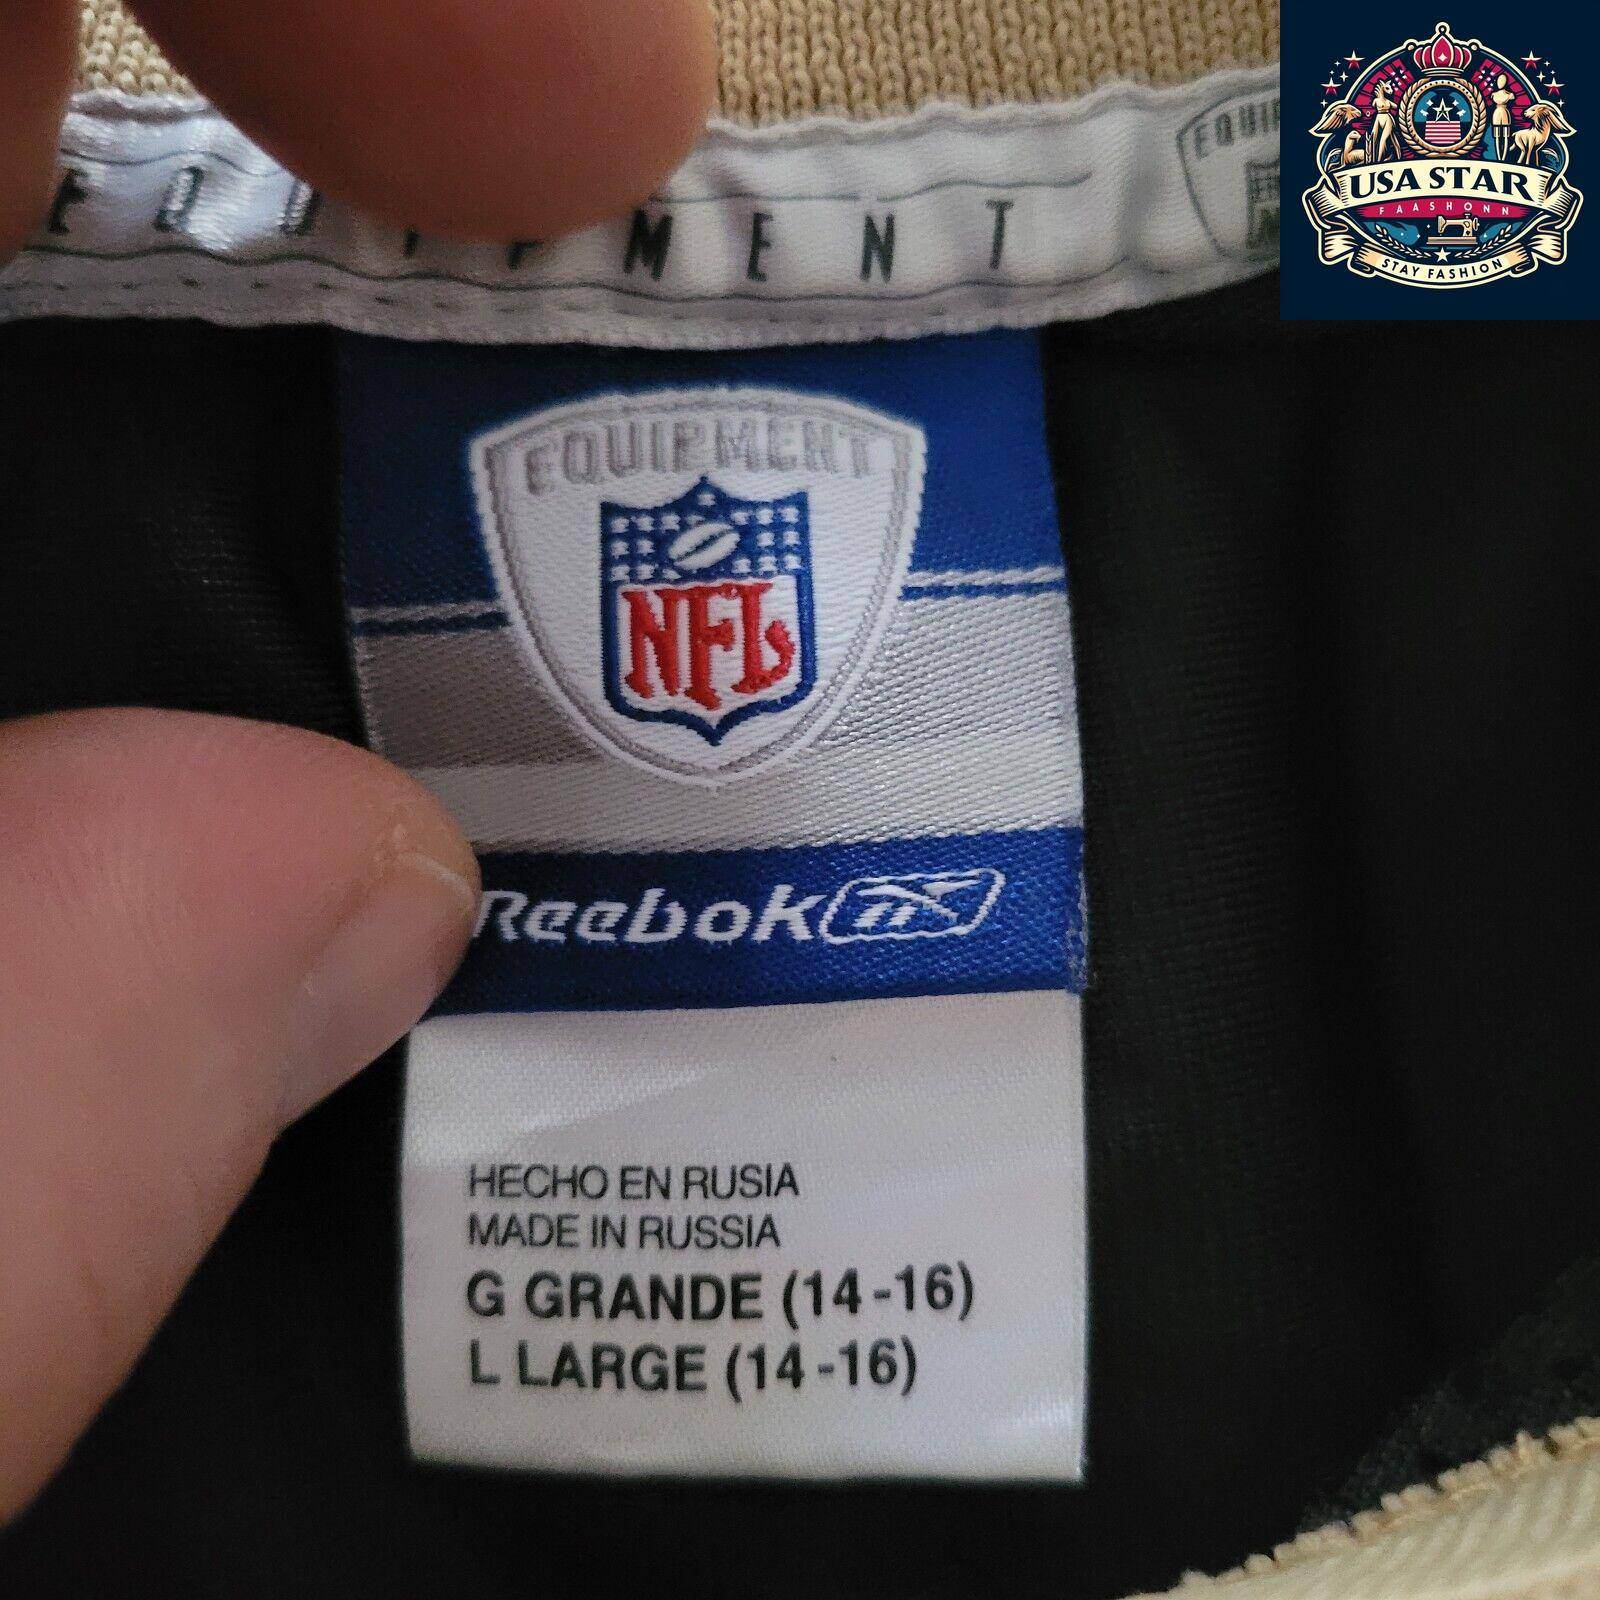 EQUIPMENT
EQUIPMENT
NFL
Reebok
HECHO EN RUSIA
MADE IN RUSSIA
G GRANDE (14-16)
L LARGE (14-16)
USA STAR
FAASHONN
STAY FASHION